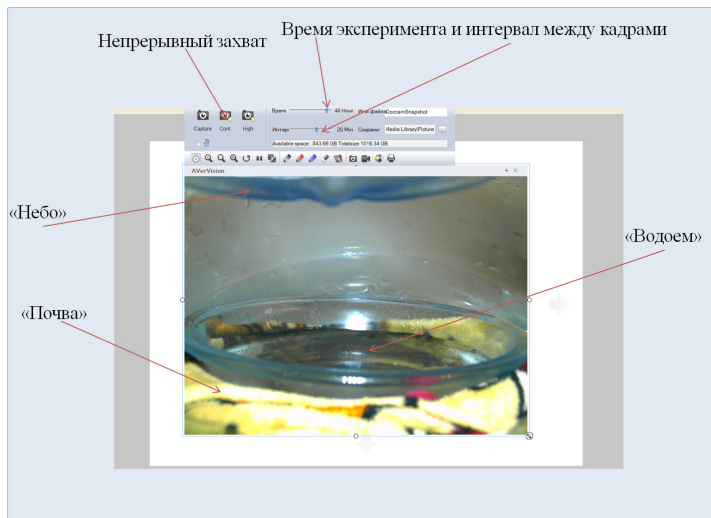 Время эксперимента и интервал между кадрами
Непрерывный захват
Время 48 Hour Имя файла DoccamSnapshot
Capture Cont. High
Интерв 20 Min Сохрани Media Library\Picture ...
Available space : 843.66 GB Totalsize 1016.34 GB
AVerVision
«Небо»
«Водоем»
«Почва»